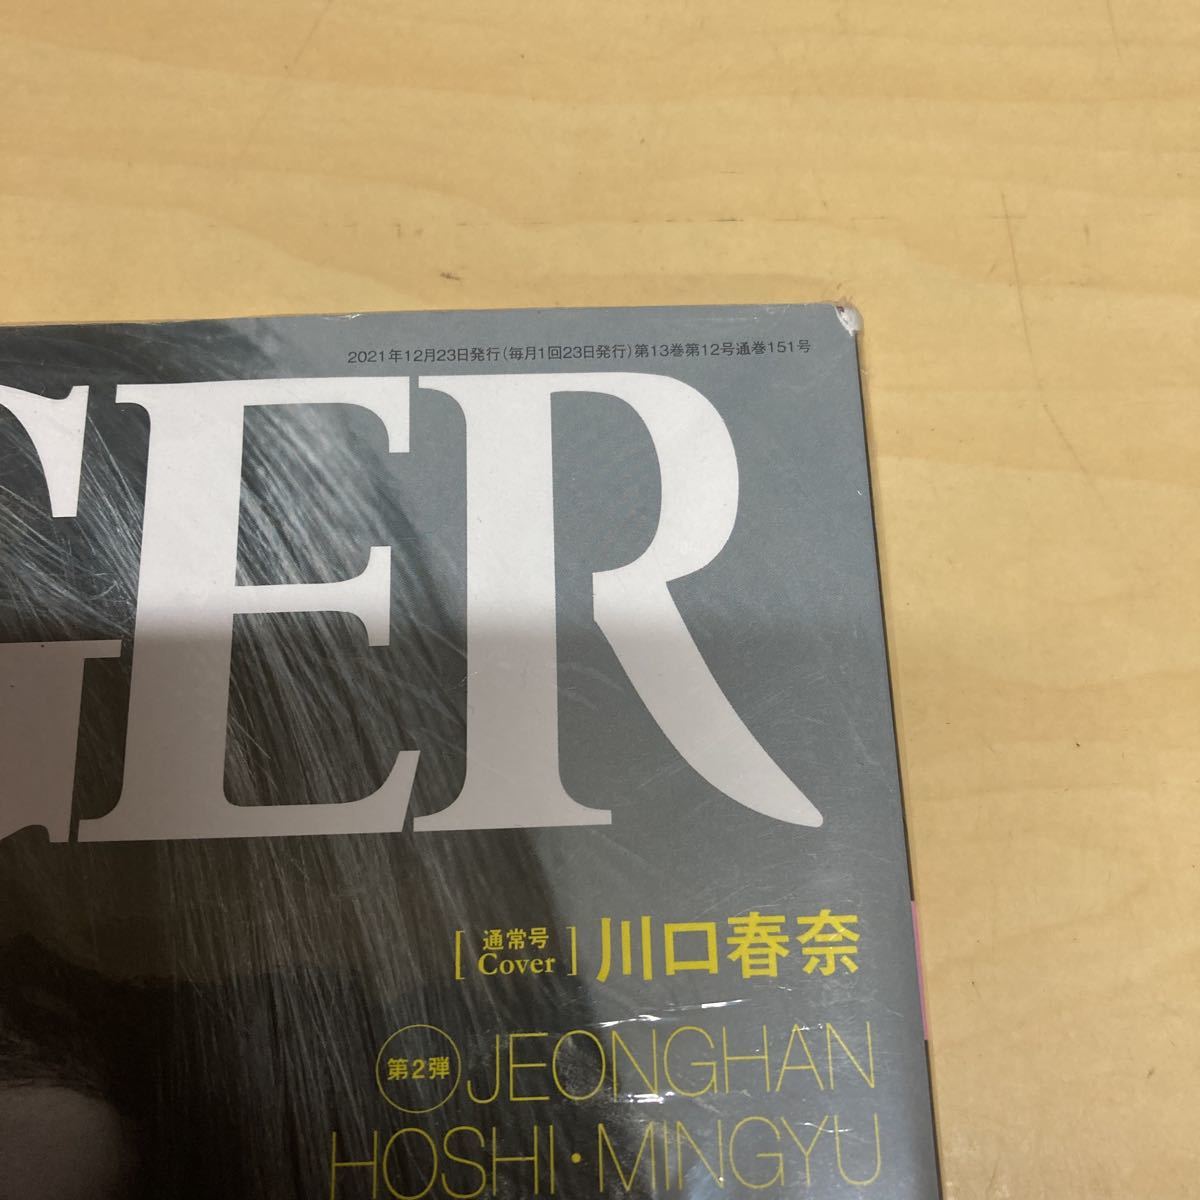 2021年12月23日発行(毎月1回23日発行)第13巻第12号通巻151号
GER
[通常号 Cover] 川口春奈
第2弾 JEONGHAN
HOSHI・MINGYU